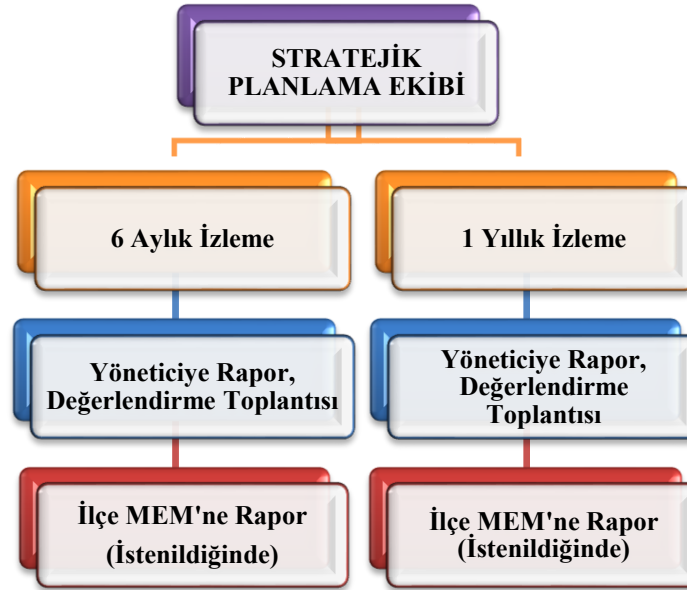 STRATEJİK
PLANLAMA EKİBİ
6 Aylık İzleme
1 Yıllık İzleme
Yöneticiye Rapor,
Değerlendirme Toplantısı
Yöneticiye Rapor,
Değerlendirme
Toplantısı
İlçe MEM'ne Rapor
(İstenildiğinde)
İlçe MEM'ne Rapor
(İstenildiğinde)